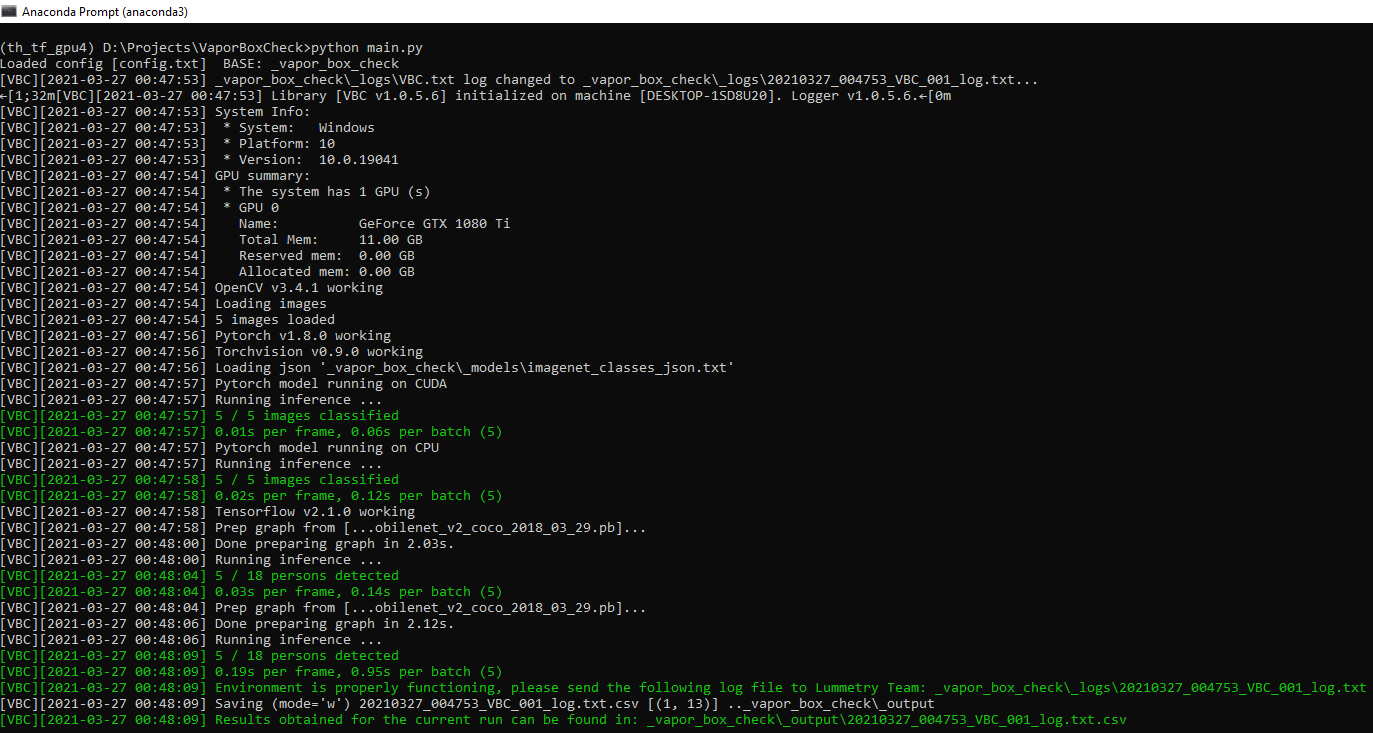 Anaconda Prompt (anaconda3)
(th_tf_gpu4) D:\Projects\VaporBoxCheck>python main.py
Loaded config [config.txt]  BASE: _vapor_box_check
[VBC][2021-03-27 00:47:53] _vapor_box_check\_logs\VBC.txt log changed to _vapor_box_check\_logs\20210327_004753_VBC_001_log.txt...
←[1;32m[VBC][2021-03-27 00:47:53] Library [VBC v1.0.5.6] initialized on machine [DESKTOP-1SD8U20]. Logger v1.0.5.6.←[0m
[VBC][2021-03-27 00:47:53] System Info:
[VBC][2021-03-27 00:47:53]  * System:   Windows
[VBC][2021-03-27 00:47:53]  * Platform: 10
[VBC][2021-03-27 00:47:53]  * Version:  10.0.19041
[VBC][2021-03-27 00:47:54] GPU summary:
[VBC][2021-03-27 00:47:54]  * The system has 1 GPU (s)
[VBC][2021-03-27 00:47:54]  * GPU 0
[VBC][2021-03-27 00:47:54]    Name:          GeForce GTX 1080 Ti
[VBC][2021-03-27 00:47:54]    Total Mem:     11.00 GB
[VBC][2021-03-27 00:47:54]    Reserved mem:  0.00 GB
[VBC][2021-03-27 00:47:54]    Allocated mem: 0.00 GB
[VBC][2021-03-27 00:47:54] OpenCV v3.4.1 working
[VBC][2021-03-27 00:47:54] Loading images
[VBC][2021-03-27 00:47:54] 5 images loaded
[VBC][2021-03-27 00:47:56] Pytorch v1.8.0 working
[VBC][2021-03-27 00:47:56] Torchvision v0.9.0 working
[VBC][2021-03-27 00:47:56] Loading json '_vapor_box_check\_models\imagenet_classes_json.txt'
[VBC][2021-03-27 00:47:57] Pytorch model running on CUDA
[VBC][2021-03-27 00:47:57] Running inference ...
[VBC][2021-03-27 00:47:57] 5 / 5 images classified
[VBC][2021-03-27 00:47:57] 0.01s per frame, 0.06s per batch (5)
[VBC][2021-03-27 00:47:57] Pytorch model running on CPU
[VBC][2021-03-27 00:47:57] Running inference ...
[VBC][2021-03-27 00:47:58] 5 / 5 images classified
[VBC][2021-03-27 00:47:58] 0.02s per frame, 0.12s per batch (5)
[VBC][2021-03-27 00:47:58] Tensorflow v2.1.0 working
[VBC][2021-03-27 00:47:58] Prep graph from [...obilenet_v2_coco_2018_03_29.pb]...
[VBC][2021-03-27 00:48:00] Done preparing graph in 2.03s.
[VBC][2021-03-27 00:48:00] Running inference ...
[VBC][2021-03-27 00:48:04] 5 / 18 persons detected
[VBC][2021-03-27 00:48:04] 0.03s per frame, 0.14s per batch (5)
[VBC][2021-03-27 00:48:04] Prep graph from [...obilenet_v2_coco_2018_03_29.pb]...
[VBC][2021-03-27 00:48:06] Done preparing graph in 2.12s.
[VBC][2021-03-27 00:48:06] Running inference ...
[VBC][2021-03-27 00:48:09] 5 / 18 persons detected
[VBC][2021-03-27 00:48:09] 0.19s per frame, 0.95s per batch (5)
[VBC][2021-03-27 00:48:09] Environment is properly functioning, please send the following log file to Lummetry Team: _vapor_box_check\_logs\20210327_004753_VBC_001_log.txt
[VBC][2021-03-27 00:48:09] Saving (mode='w') 20210327_004753_VBC_001_log.txt.csv [(1, 13)] .._vapor_box_check\_output
[VBC][2021-03-27 00:48:09] Results obtained for the current run can be found in: _vapor_box_check\_output\20210327_004753_VBC_001_log.txt.csv